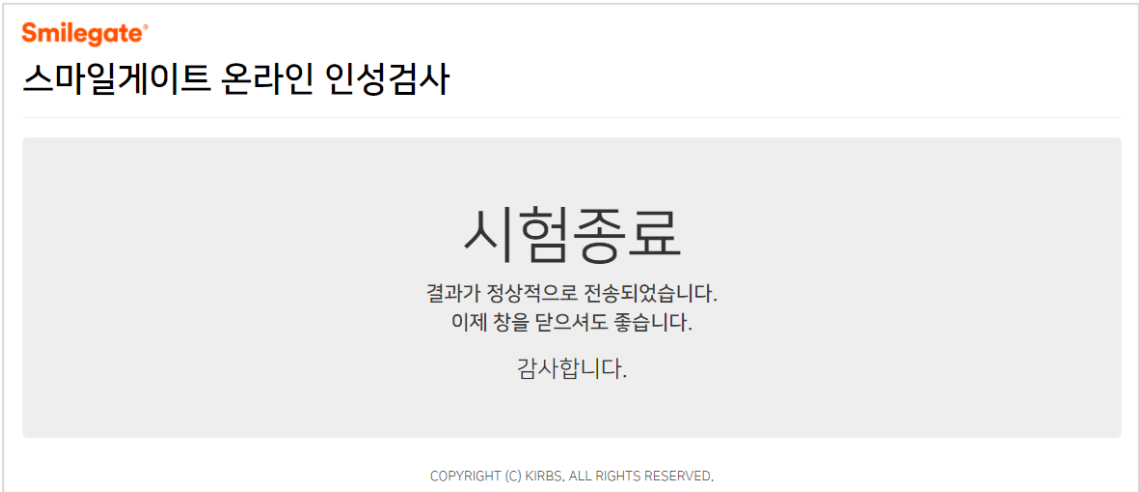 Smilegate
스마일게이트 온라인 인성검사
시험종료
결과가 정상적으로 전송되었습니다.
이제 창을 닫으셔도 좋습니다.
감사합니다.
COPYRIGHT (C) KIRBS, ALL RIGHTS RESERVED,